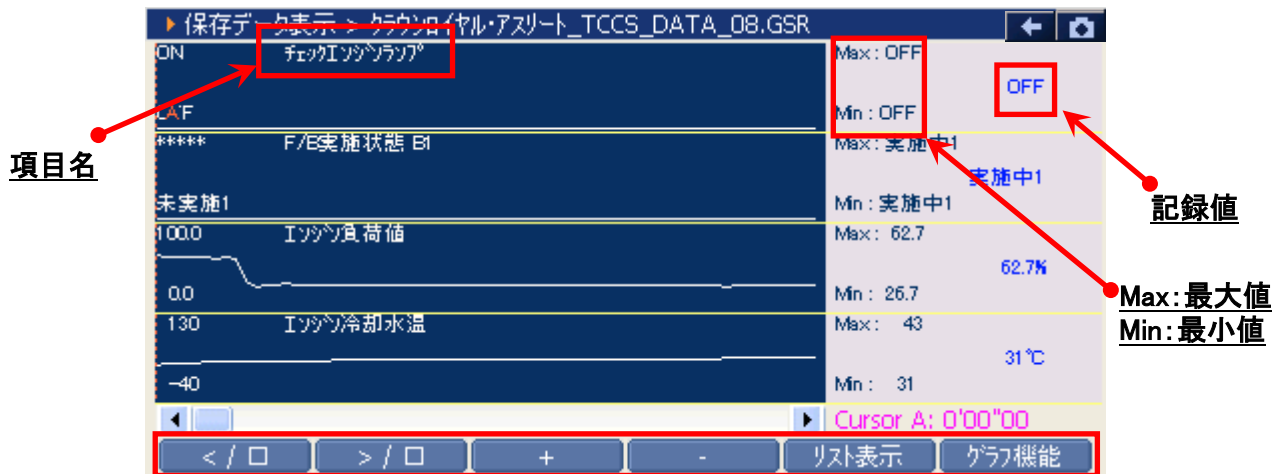 保存データ表示 > クラウンロイヤル・アスリート_TCCS_DATA_08.GSR
ON チェックエンジンランプ Max : OFF
OFF
Min : OFF
***** F/B実施状態 B1 Max : 実施中1
実施中1
未実施1 Min : 実施中1
100.0 エンジン負荷値 Max : 62.7
62.7%
0.0 Min : 26.7
130 エンジン冷却水温 Max : 43
31℃
-40 Min : 31
Cursor A: 0'00"00
< / □ > / □ + - リスト表示 グラフ機能
項目名
記録値
Max:最大値
Min:最小値